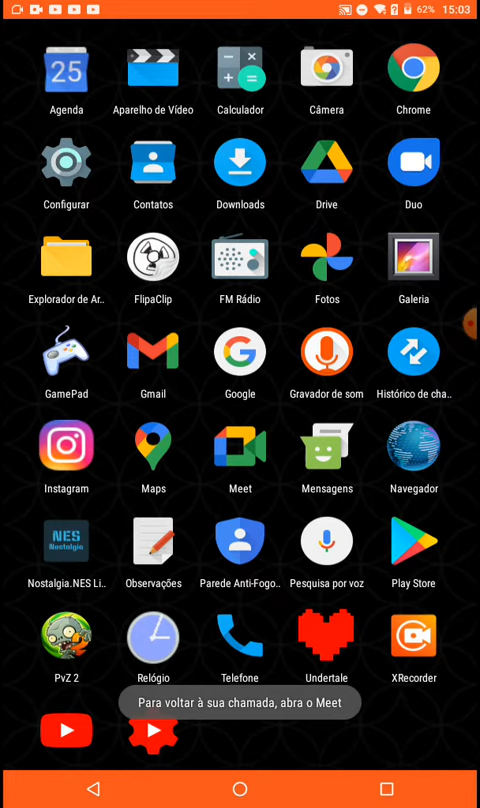 62% 15:03
25
Agenda Aparelho de Vídeo Calculador Câmera Chrome
Configurar Contatos Downloads Drive Duo
Explorador de Ar.. FlipaClip FM Rádio Fotos Galeria
GamePad Gmail Google Gravador de som Histórico de cha..
Instagram Maps Meet Mensagens Navegador
NES
Nostalgia
Nostalgia.NES Li.. Observações Parede Anti-Fogo.. Pesquisa por voz Play Store
PvZ 2 Relógio Telefone Undertale XRecorder
Para voltar à sua chamada, abra o Meet